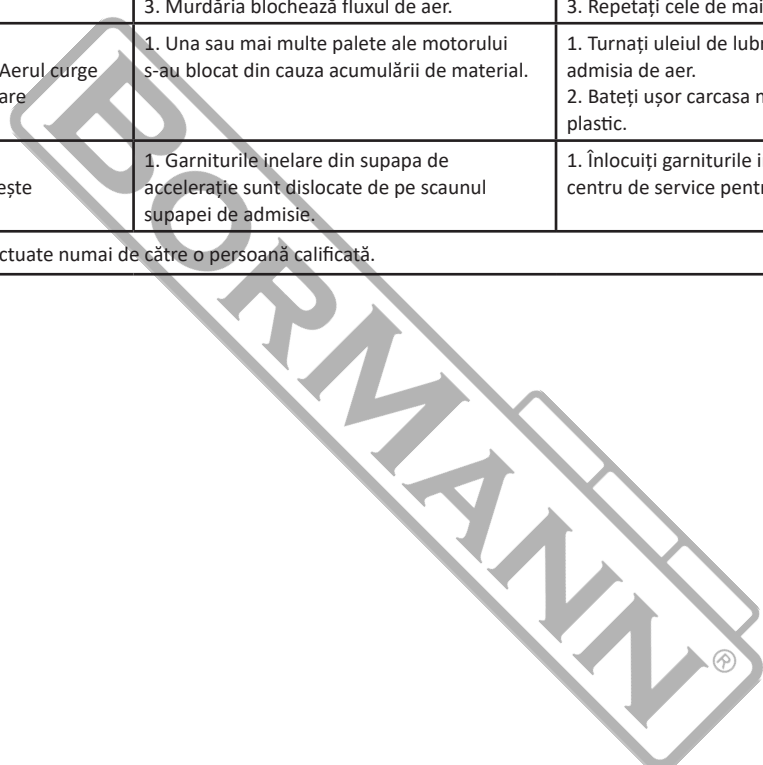 3. Murdăria blochează fluxul de aer.
3. Repetați cele de mai
Aerul curge
are
1. Una sau mai multe palete ale motorului
s-au blocat din cauza acumulării de material.
1. Turnați uleiul de lubr
admisia de aer.
2. Bateți ușor carcasa m
plastic.
ește
1. Garniturile inelare din supapa de
accelerație sunt dislocate de pe scaunul
supapei de admisie.
1. Înlocuiți garniturile i
centru de service pentr
ctuate numai de către o persoană calificată.
BORMANN®